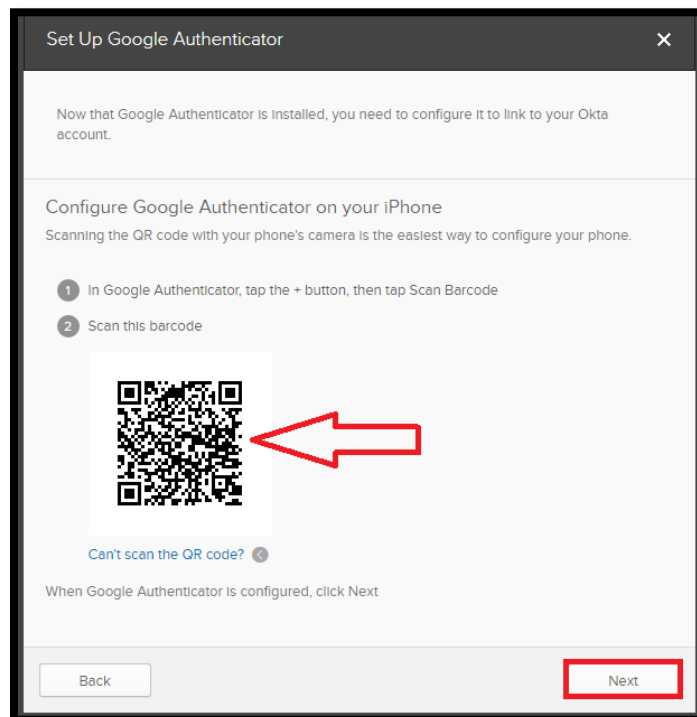 Set Up Google Authenticator
Now that Google Authenticator is installed, you need to configure it to link to your Okta
account.
Configure Google Authenticator on your iPhone
Scanning the QR code with your phone's camera is the easiest way to configure your phone.
1 In Google Authenticator, tap the + button, then tap Scan Barcode
2 Scan this barcode
Can't scan the QR code?
When Google Authenticator is configured, click Next
Back Next